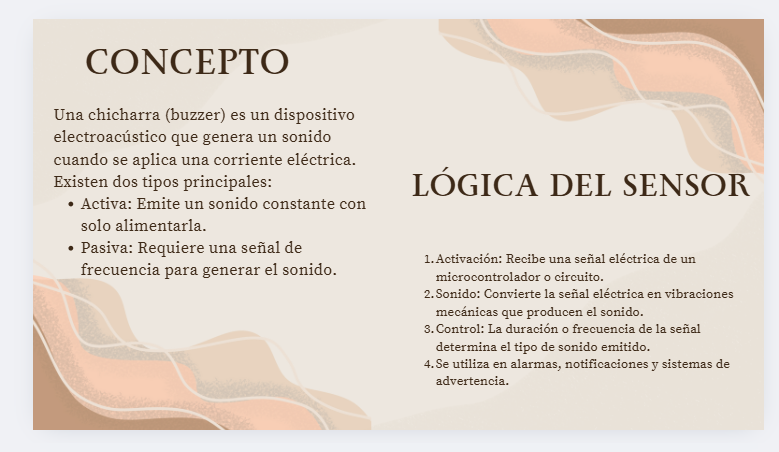 CONCEPTO
Una chicharra (buzzer) es un dispositivo
electroacústico que genera un sonido
cuando se aplica una corriente eléctrica.
Existen dos tipos principales:
• Activa: Emite un sonido constante con
solo alimentarla.
• Pasiva: Requiere una señal de
frecuencia para generar el sonido.
LÓGICA DEL SENSOR
1. Activación: Recibe una señal eléctrica de un
microcontrolador o circuito.
2. Sonido: Convierte la señal eléctrica en vibraciones
mecánicas que producen el sonido.
3. Control: La duración o frecuencia de la señal
determina el tipo de sonido emitido.
4. Se utiliza en alarmas, notificaciones y sistemas de
advertencia.